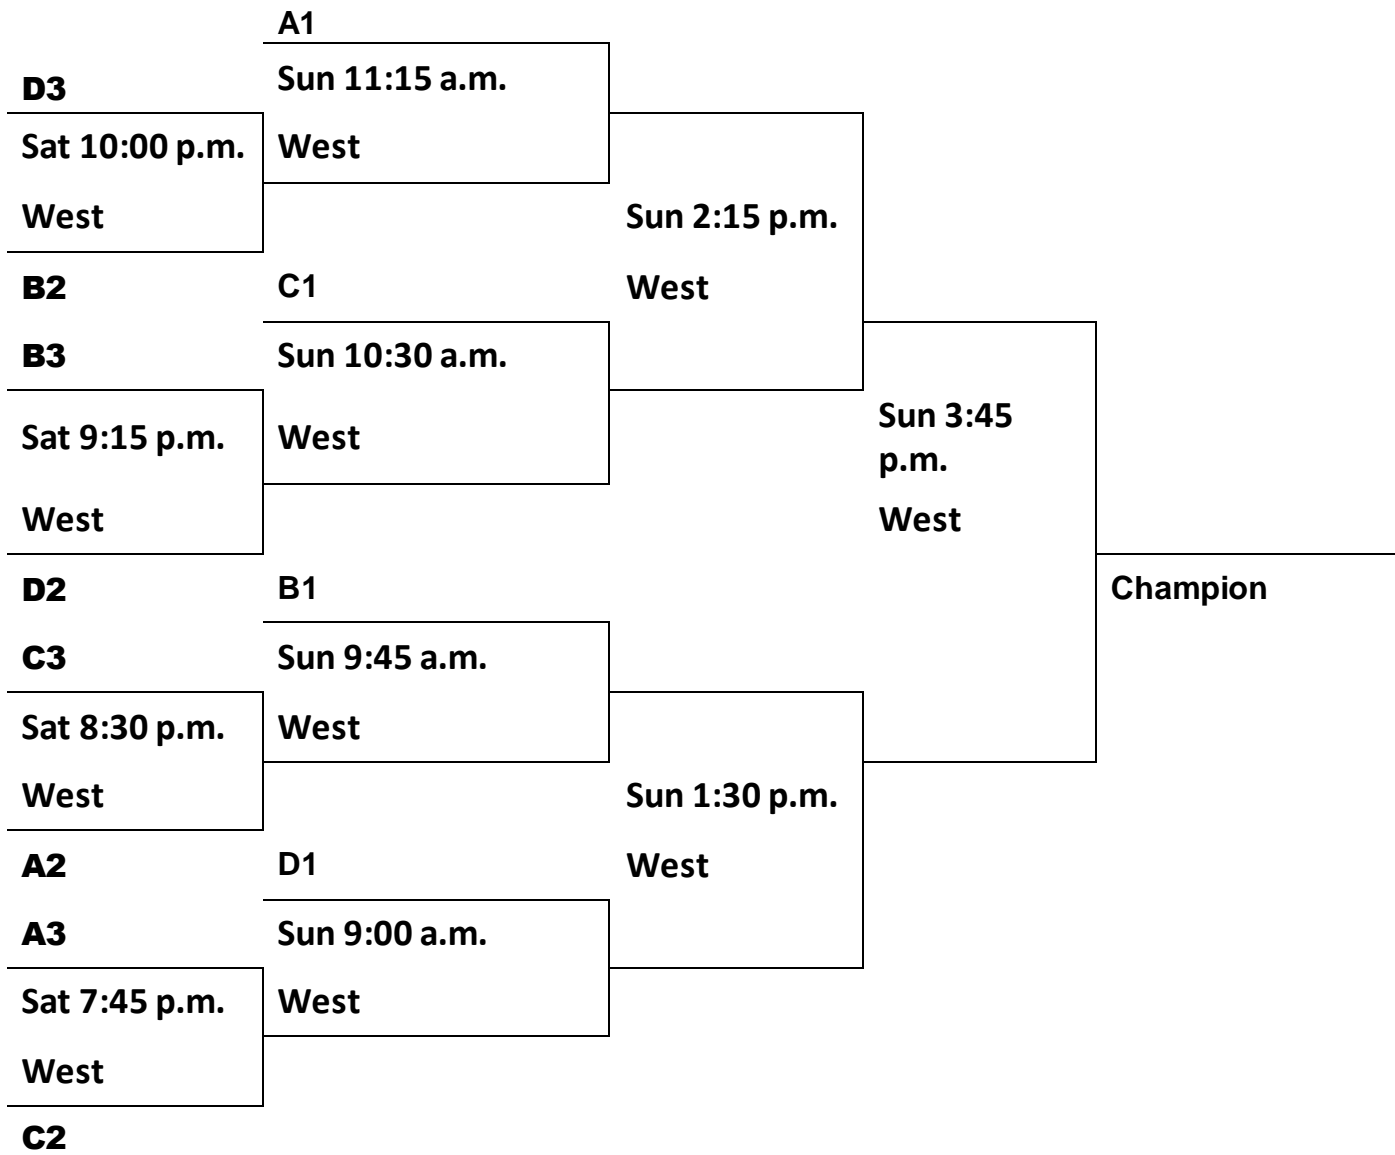 A1
D3
Sun 11:15 a.m.
Sat 10:00 p.m.
West
West
Sun 2:15 p.m.
B2
C1
West
B3
Sun 10:30 a.m.
Sat 9:15 p.m.
West
Sun 3:45
p.m.
West
West
D2
B1
Champion
C3
Sun 9:45 a.m.
Sat 8:30 p.m.
West
West
Sun 1:30 p.m.
A2
D1
West
A3
Sun 9:00 a.m.
Sat 7:45 p.m.
West
West
C2